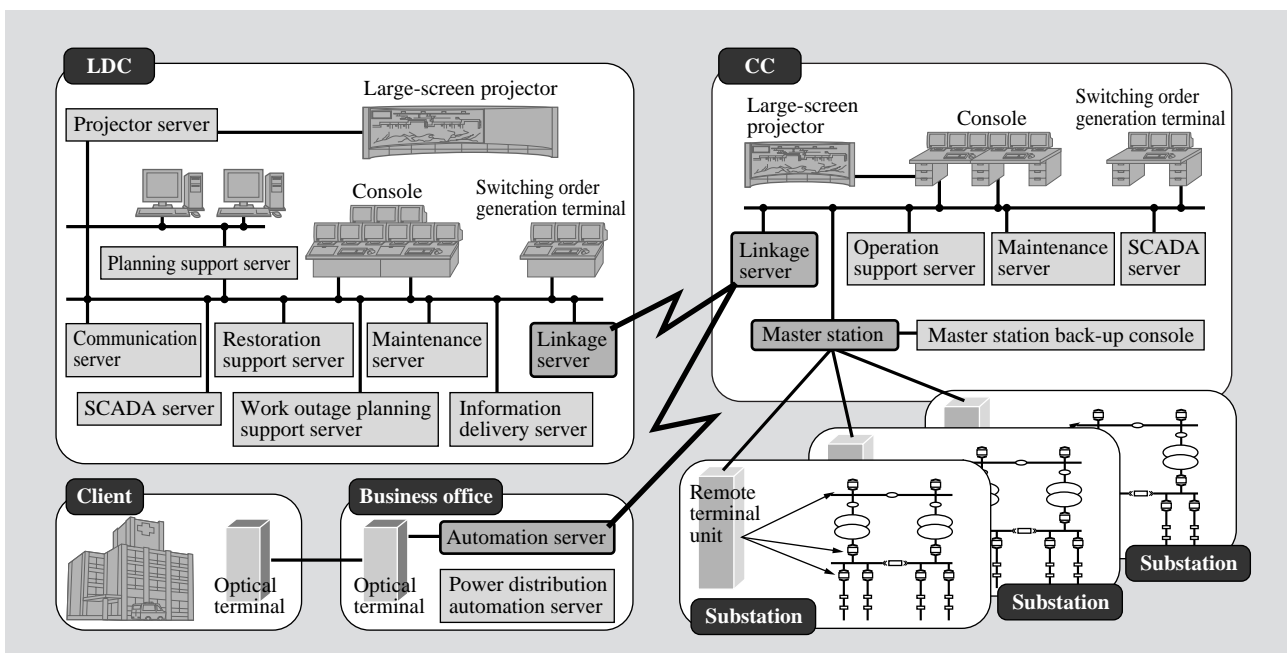 LDC
Large-screen projector
Projector server
Console
Switching order
generation terminal
Planning support server
Communication
server
Restoration
support server
Maintenance
server
Linkage
server
SCADA server
Work outage planning
support server
Information
delivery server
CC
Large-screen
projector
Console
Switching order
generation terminal
Linkage
server
Operation
support server
Maintenance
server
SCADA
server
Master station
Master station back-up console
Client
Optical
terminal
Business office
Optical
terminal
Automation server
Power distribution
automation server
Remote
terminal
unit
Substation
Substation
Substation